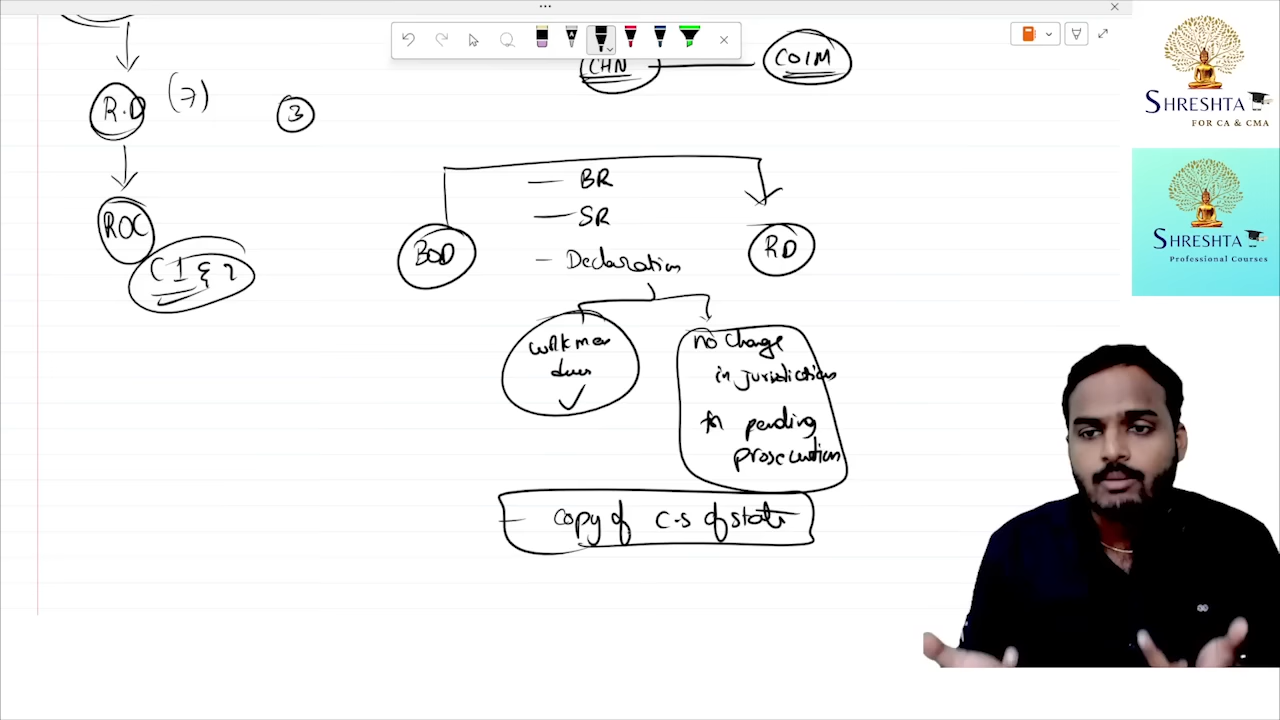 CHN
COIM
R.D
(7)
3
ROC
C 1 & 2
BR
SR
Declaration
BOD
RD
workmen
dues
no change
in jurisdiction
for pending
prosecution
copy of C.S of state
SHRESHTA
FOR CA & CMA
SHRESHTA
Professional Courses